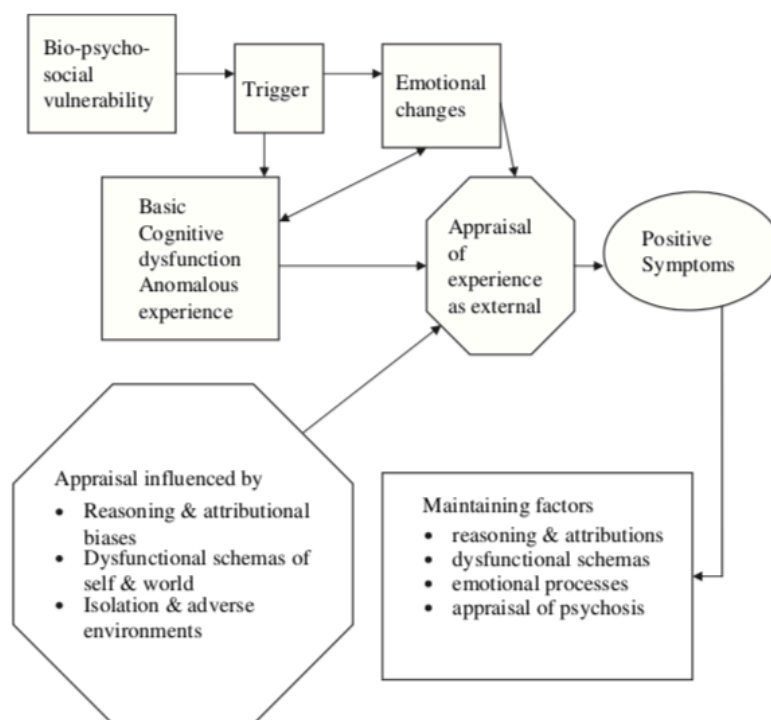 Bio-psycho-
social
vulnerability
Trigger
Emotional
changes
Basic
Cognitive
dysfunction
Anomalous
experience
Appraisal
of
experience
as external
Positive
Symptoms
Appraisal influenced by
• Reasoning & attributional
biases
• Dysfunctional schemas of
self & world
• Isolation & adverse
environments
Maintaining factors
• reasoning & attributions
• dysfunctional schemas
• emotional processes
• appraisal of psychosis